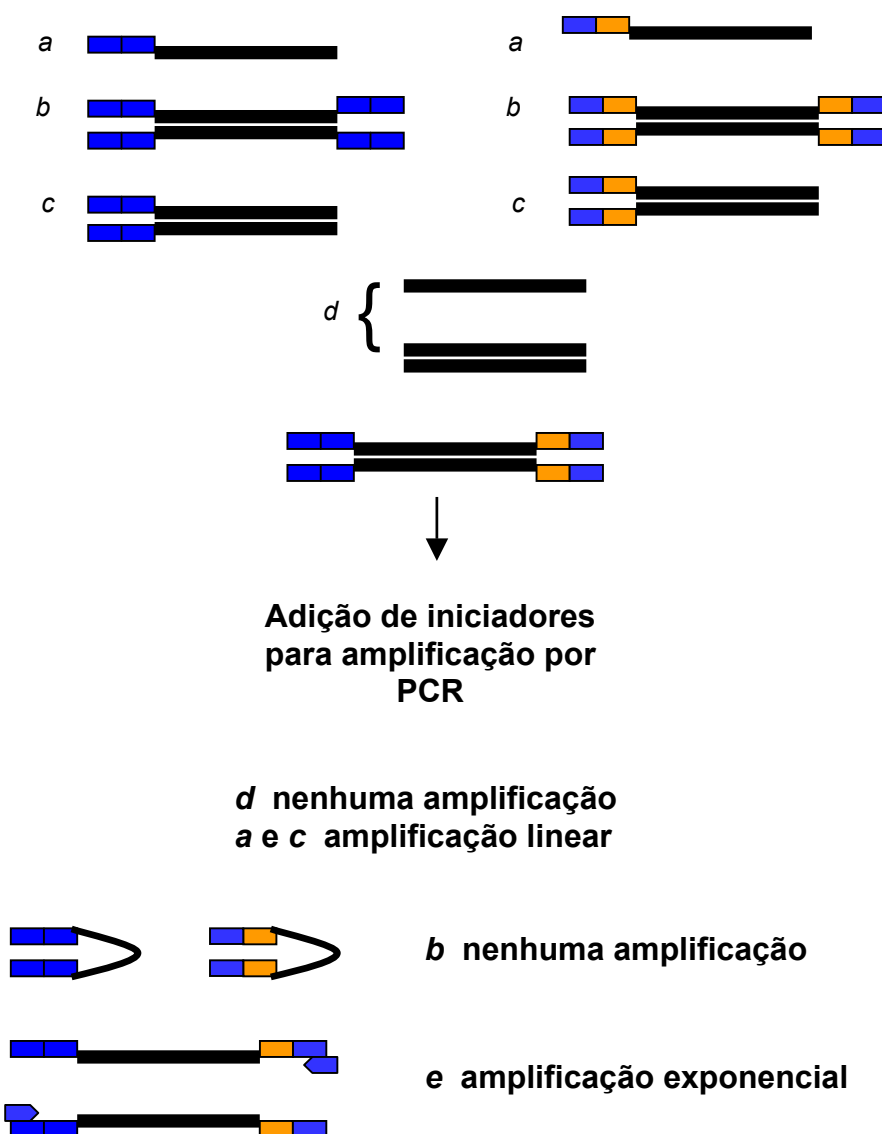 a
a
b
b
c
c
d {
Adição de iniciadores
para amplificação por
PCR
d nenhuma amplificação
a e c amplificação linear
b nenhuma amplificação
e amplificação exponencial